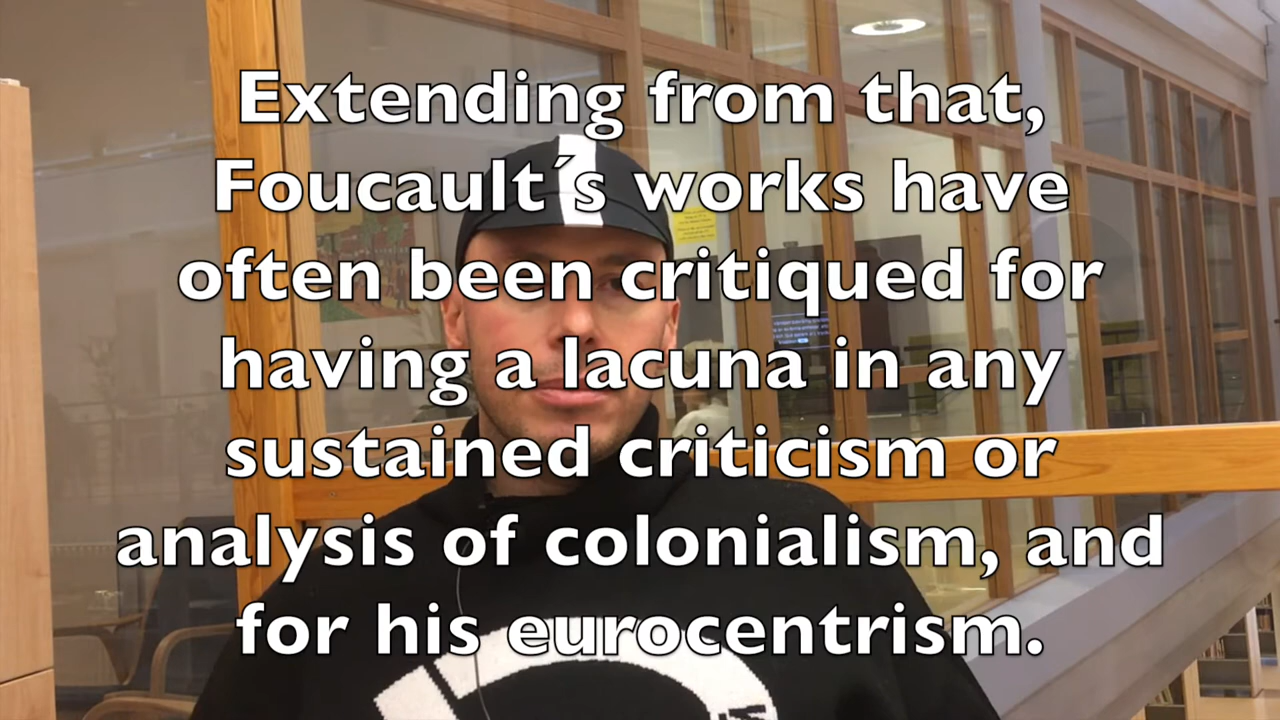 Extending from that,
Foucault´s works have
often been critiqued for
having a lacuna in any
sustained criticism or
analysis of colonialism, and
for his eurocentrism.